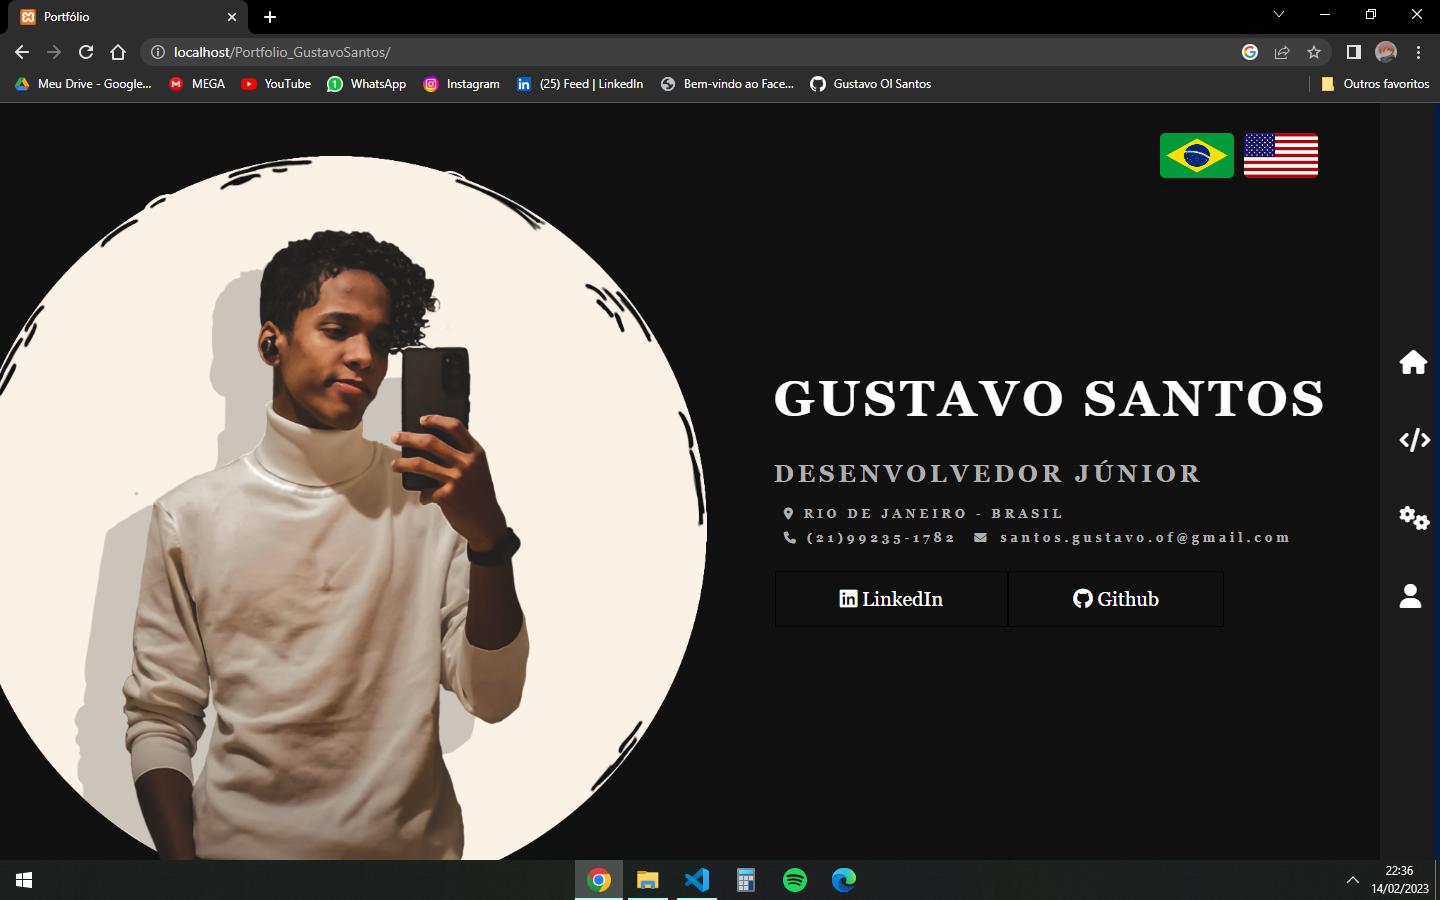 Portfólio
localhost/Portfolio_GustavoSantos/
Meu Drive - Google... MEGA YouTube WhatsApp Instagram (25) Feed | LinkedIn Bem-vindo ao Face... Gustavo OI Santos Outros favoritos
GUSTAVO SANTOS
DESENVOLVEDOR JÚNIOR
RIO DE JANEIRO - BRASIL
(21)99235-1782 santos.gustavo.of@gmail.com
LinkedIn Github
22:36
14/02/2023